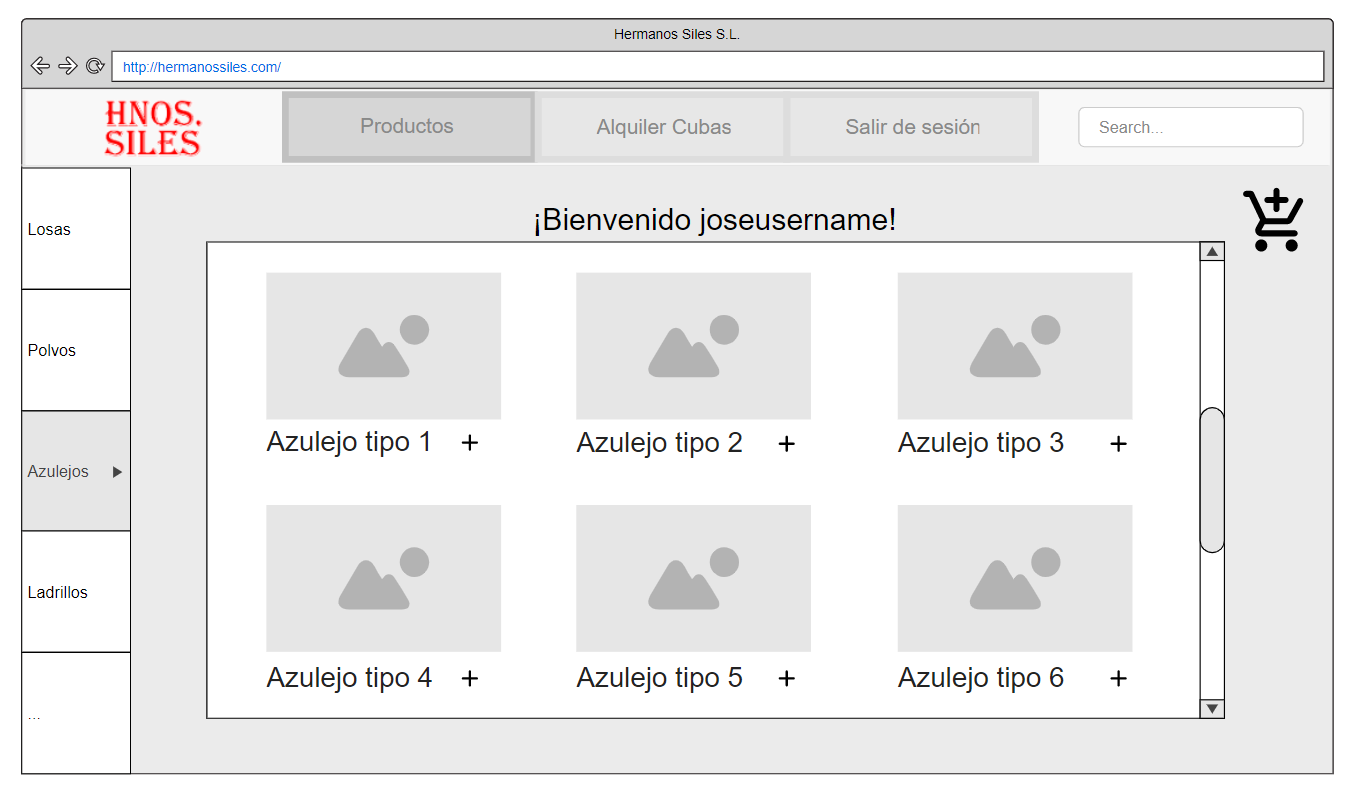 Hermanos Siles S.L.
http://hermanossiles.com/
HNOS.
SILES
Productos
Alquiler Cubas
Salir de sesión
Search...
Losas
Polvos
Azulejos
Ladrillos
...
¡Bienvenido joseusername!
Azulejo tipo 1 +
Azulejo tipo 2 +
Azulejo tipo 3 +
Azulejo tipo 4 +
Azulejo tipo 5 +
Azulejo tipo 6 +